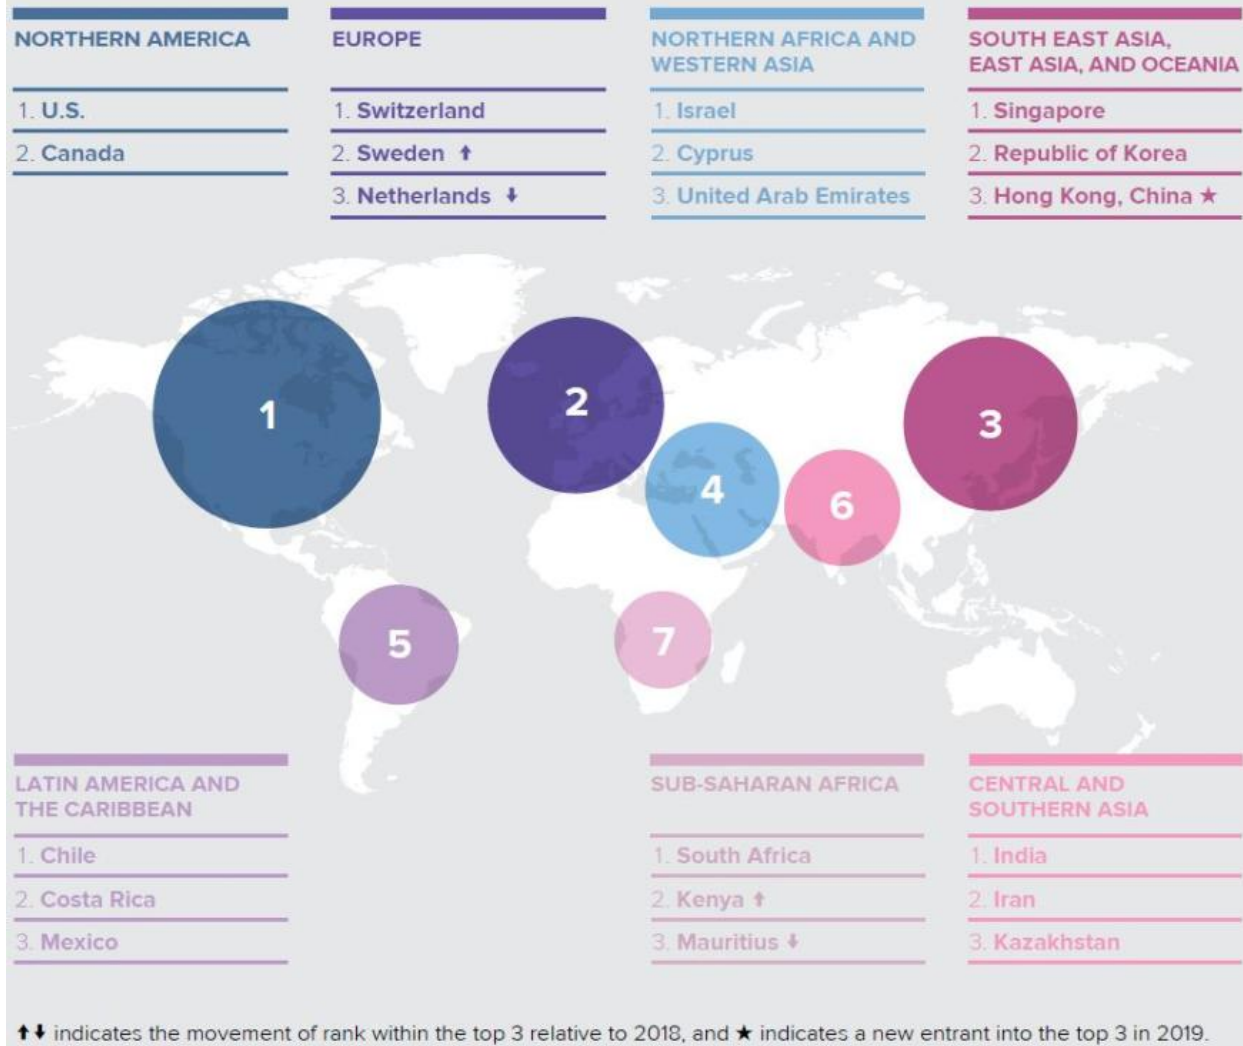 NORTHERN AMERICA
1. U.S.
2. Canada
EUROPE
1. Switzerland
2. Sweden ⬆
3. Netherlands ⬇
NORTHERN AFRICA AND
WESTERN ASIA
1. Israel
2. Cyprus
3. United Arab Emirates
SOUTH EAST ASIA,
EAST ASIA, AND OCEANIA
1. Singapore
2. Republic of Korea
3. Hong Kong, China ★
1
2
3
4
6
5
7
LATIN AMERICA AND
THE CARIBBEAN
1. Chile
2. Costa Rica
3. Mexico
SUB-SAHARAN AFRICA
1. South Africa
2. Kenya ⬆
3. Mauritius ⬇
CENTRAL AND
SOUTHERN ASIA
1. India
2. Iran
3. Kazakhstan
⬆⬇ indicates the movement of rank within the top 3 relative to 2018, and ★ indicates a new entrant into the top 3 in 2019.